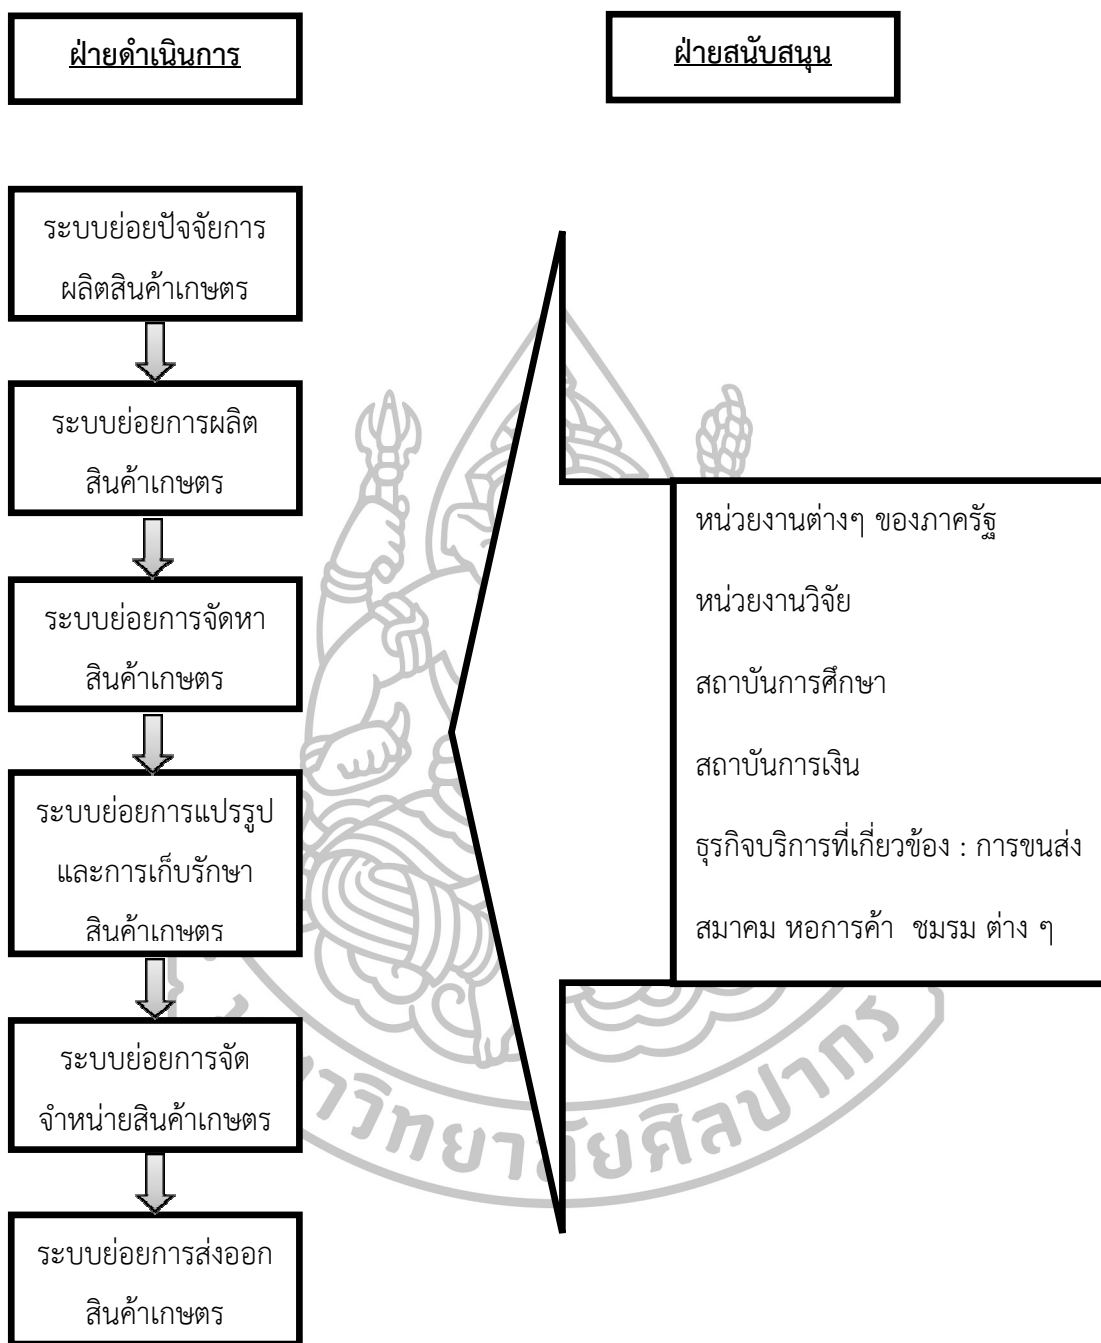 ฝ่ายดำเนินการ
ฝ่ายสนับสนุน
ระบบย่อยปัจจัยการ
ผลิตสินค้าเกษตร
ระบบย่อยการผลิต
สินค้าเกษตร
ระบบย่อยการจัดหา
สินค้าเกษตร
ระบบย่อยการแปรรูป
และการเก็บรักษา
สินค้าเกษตร
ระบบย่อยการจัด
จำหน่ายสินค้าเกษตร
ระบบย่อยการส่งออก
สินค้าเกษตร
หน่วยงานต่างๆ ของภาครัฐ
หน่วยงานวิจัย
สถาบันการศึกษา
สถาบันการเงิน
ธุรกิจบริการที่เกี่ยวข้อง : การขนส่ง
สมาคม หอการค้า ชมรม ต่าง ๆ